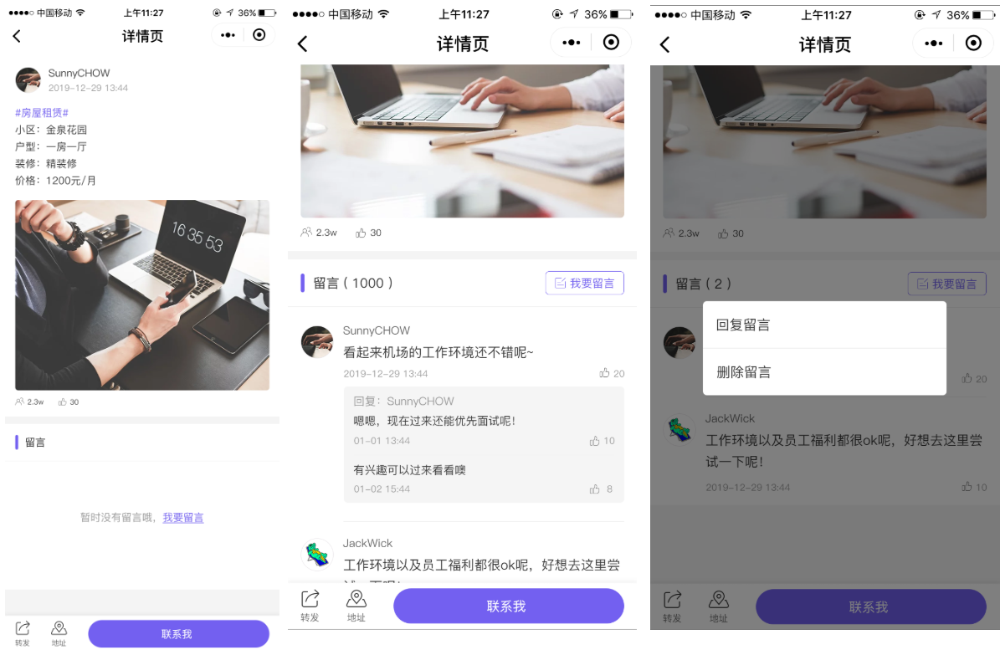 中国移动
上午11:27
36%
详情页
SunnyCHOW
2019-12-29 13:44
#房屋租赁#
小区：金泉花园
户型：一房一厅
装修：精装修
价格：1200元/月
16 35 53
2.3w
30
留言
暂时没有留言哦，我要留言
转发
地址
联系我
中国移动
上午11:27
36%
详情页
2.3w
30
留言（1000）
我要留言
SunnyCHOW
看起来机场的工作环境还不错呢~
2019-12-29 13:44
20
回复：SunnyCHOW
嗯嗯，现在过来还能优先面试呢！
01-01 13:44
10
有兴趣可以过来看看噢
01-02 15:44
8
JackWick
工作环境以及员工福利都很ok呢，好想去这里尝
试一下呢！
转发
地址
联系我
中国移动
上午11:27
36%
详情页
2.3w
30
留言（2）
我要留言
回复留言
删除留言
20
JackWick
工作环境以及员工福利都很ok呢，好想去这里尝
试一下呢！
2019-12-29 13:44
10
转发
地址
联系我